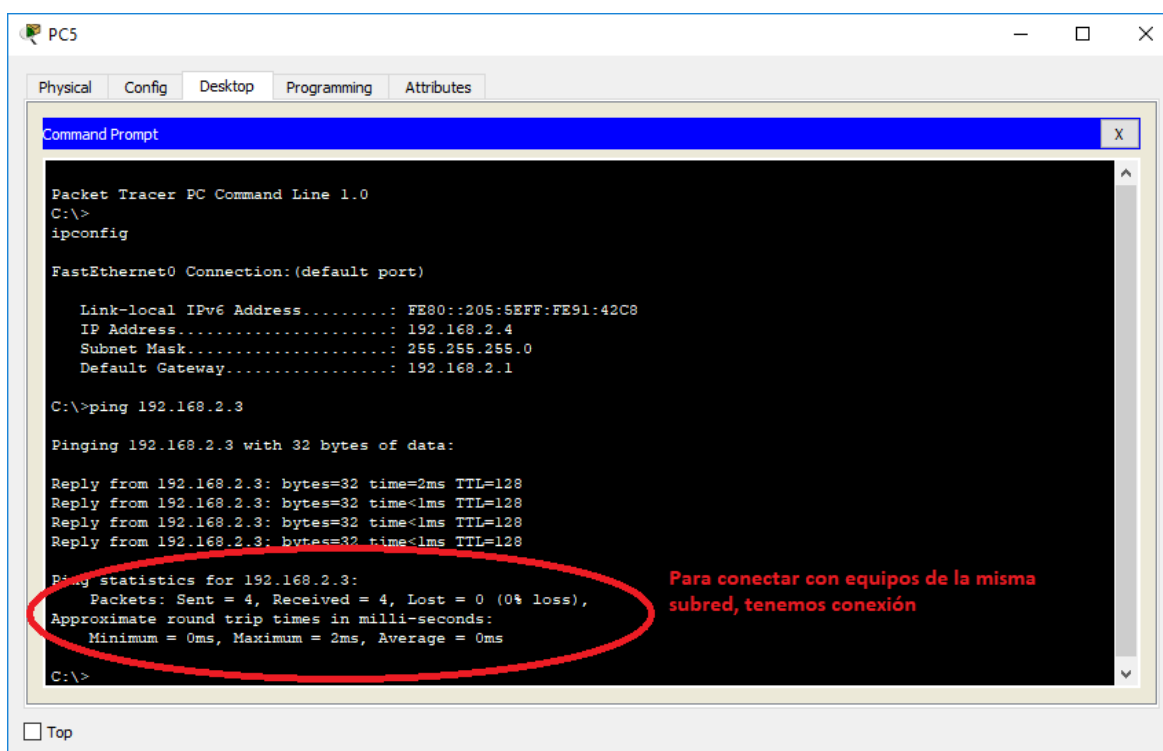 PC5
Physical Config Desktop Programming Attributes
Command Prompt X
Packet Tracer PC Command Line 1.0
C:\>
ipconfig
FastEthernet0 Connection:(default port)
Link-local IPv6 Address.........: FE80::205:5EFF:FE91:42C8
IP Address......................: 192.168.2.4
Subnet Mask.....................: 255.255.255.0
Default Gateway.................: 192.168.2.1
C:\>ping 192.168.2.3
Pinging 192.168.2.3 with 32 bytes of data:
Reply from 192.168.2.3: bytes=32 time=2ms TTL=128
Reply from 192.168.2.3: bytes=32 time<1ms TTL=128
Reply from 192.168.2.3: bytes=32 time<1ms TTL=128
Reply from 192.168.2.3: bytes=32 time<1ms TTL=128
Ping statistics for 192.168.2.3:
Packets: Sent = 4, Received = 4, Lost = 0 (0% loss),
Approximate round trip times in milli-seconds:
Minimum = 0ms, Maximum = 2ms, Average = 0ms
C:\>
Para conectar con equipos de la misma
subred, tenemos conexión
Top